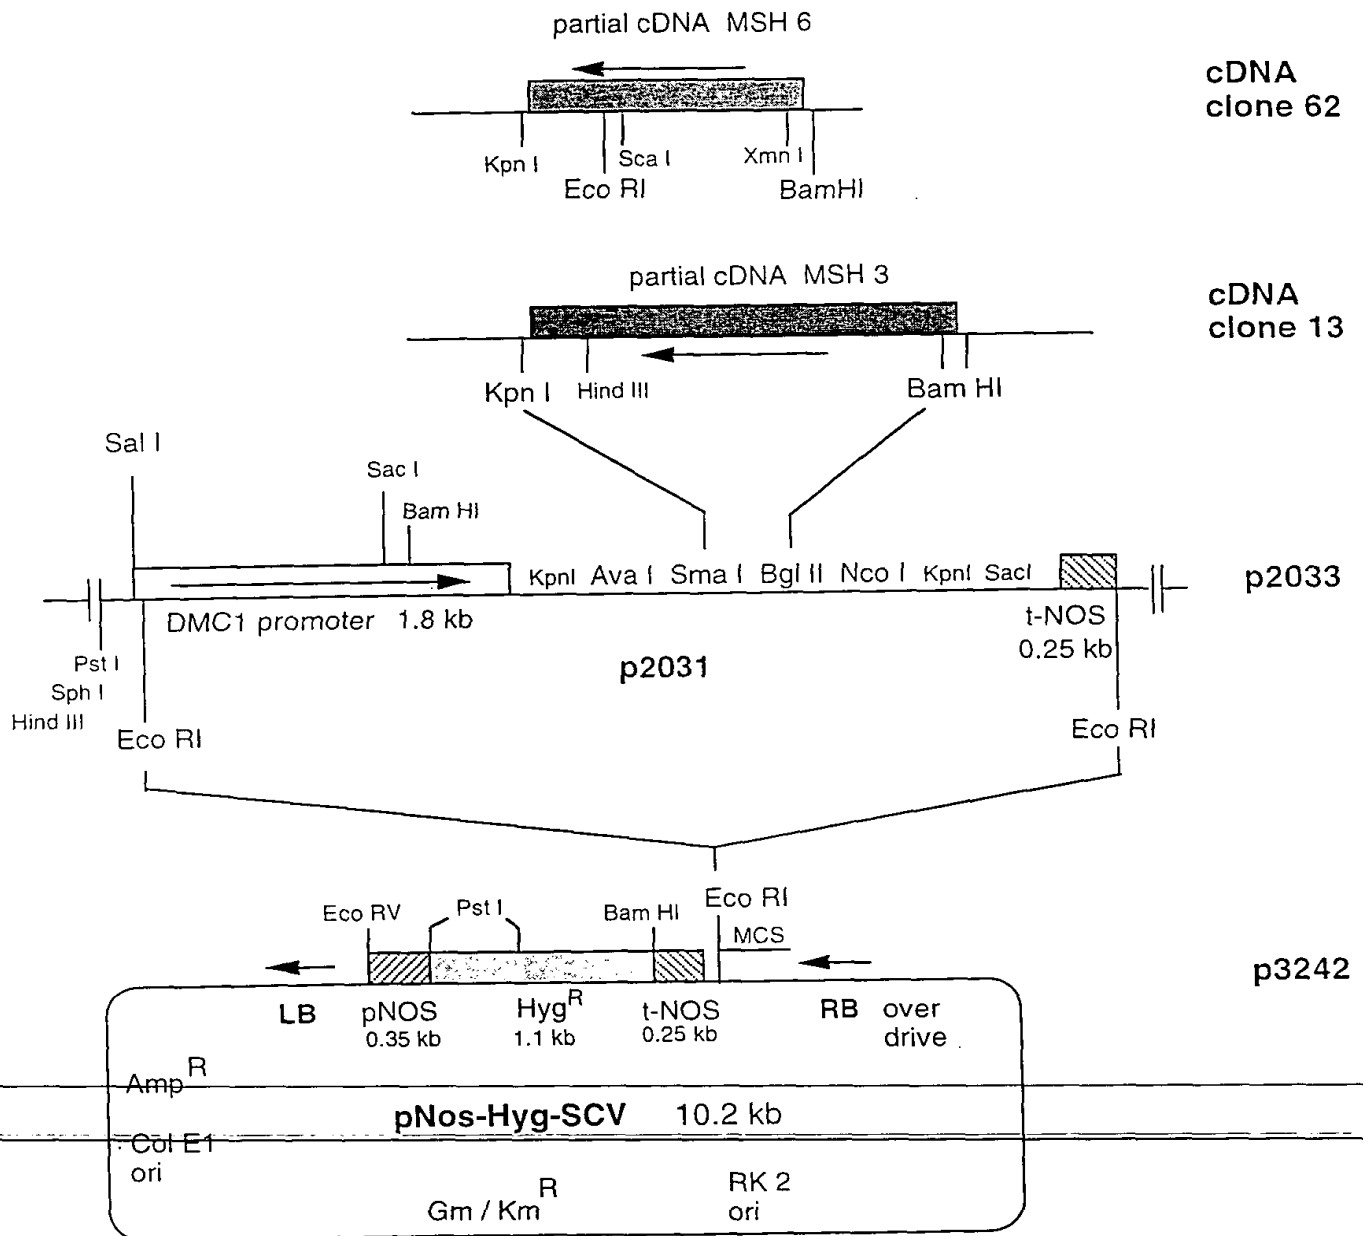 partial cDNA MSH 6
cDNA
clone 62
Kpn I
Sca I
Xmn I
Eco RI
BamHI
partial cDNA MSH 3
cDNA
clone 13
Kpn I
Hind III
Bam HI
Sal I
Sac I
Bam HI
KpnI Ava I Sma I Bgl II Nco I KpnI SacI
p2033
DMC1 promoter 1.8 kb
t-NOS
0.25 kb
p2031
Pst I
Sph I
Hind III
Eco RI
Eco RI
Eco RI
Eco RV
Pst I
Bam HI
MCS
p3242
LB
pNOS
0.35 kb
Hyg R
1.1 kb
t-NOS
0.25 kb
RB
over
drive
Amp R
pNos-Hyg-SCV 10.2 kb
Col E1
ori
Gm / Km R
RK 2
ori